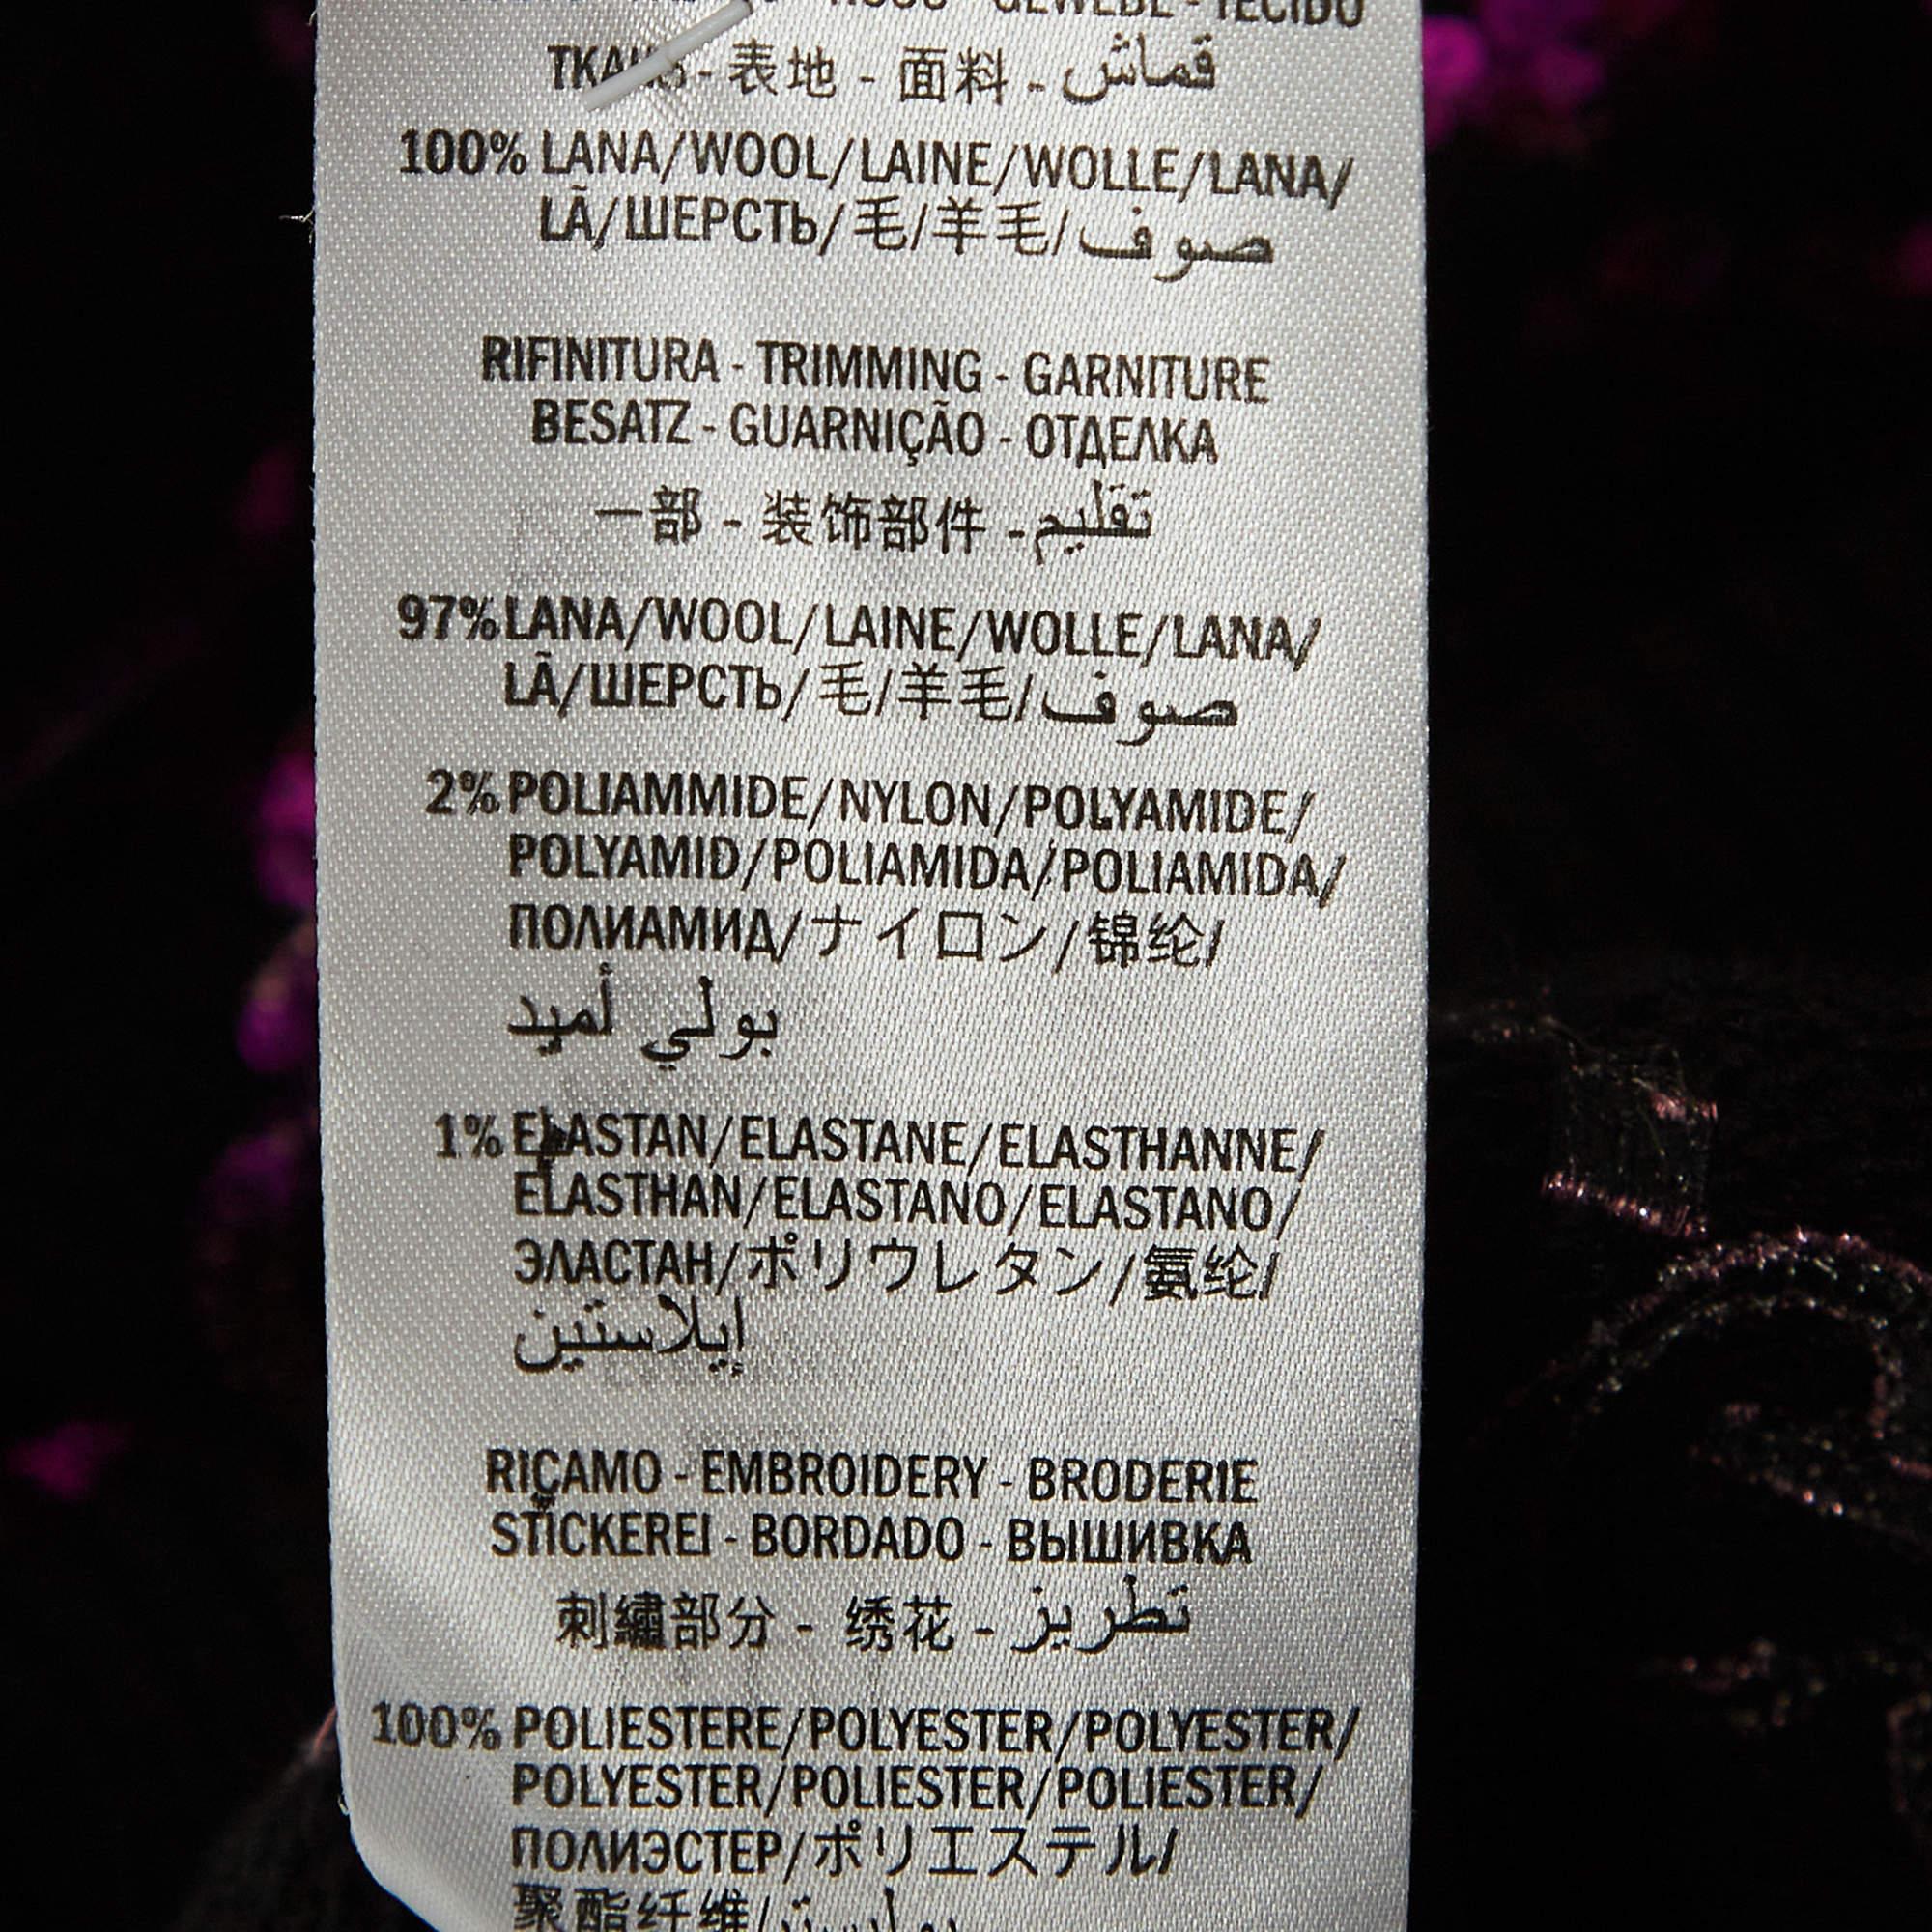 GEWEBE - TECIDO
- 表地 - 面料 - قماش
100% LANA/WOOL/LAINE/WOLLE/LANA/
LÃ/ШЕРСТЬ/毛/羊毛/صوف
RIFINITURA - TRIMMING - GARNITURE
BESATZ - GUARNIÇÃO - ОТДЕЛКА
一部 - 装饰部件 - تقليم
97% LANA/WOOL/LAINE/WOLLE/LANA/
LÃ/ШЕРСТЬ/毛/羊毛/صوف
2% POLIAMMIDE/NYLON/POLYAMIDE/
POLYAMID/POLIAMIDA/POLIAMIDA/
ПОЛИАМИД/ナイロン/锦纶/
بولي أميد
1% ELASTAN/ELASTANE/ELASTHANNE/
ELASTHAN/ELASTANO/ELASTANO/
ЭЛАСТАН/ポリウレタン/氨纶/
إيلاستين
RICAMO - EMBROIDERY - BRODERIE
STICKEREI - BORDADO - ВЫШИВКА
刺繍部分 - 绣花 - تطريز
100% POLIESTERE/POLYESTER/POLYESTER/
POLYESTER/POLIESTER/POLIESTER/
ПОЛИЭСТЕР/ポリエステル/
聚酯纤维/